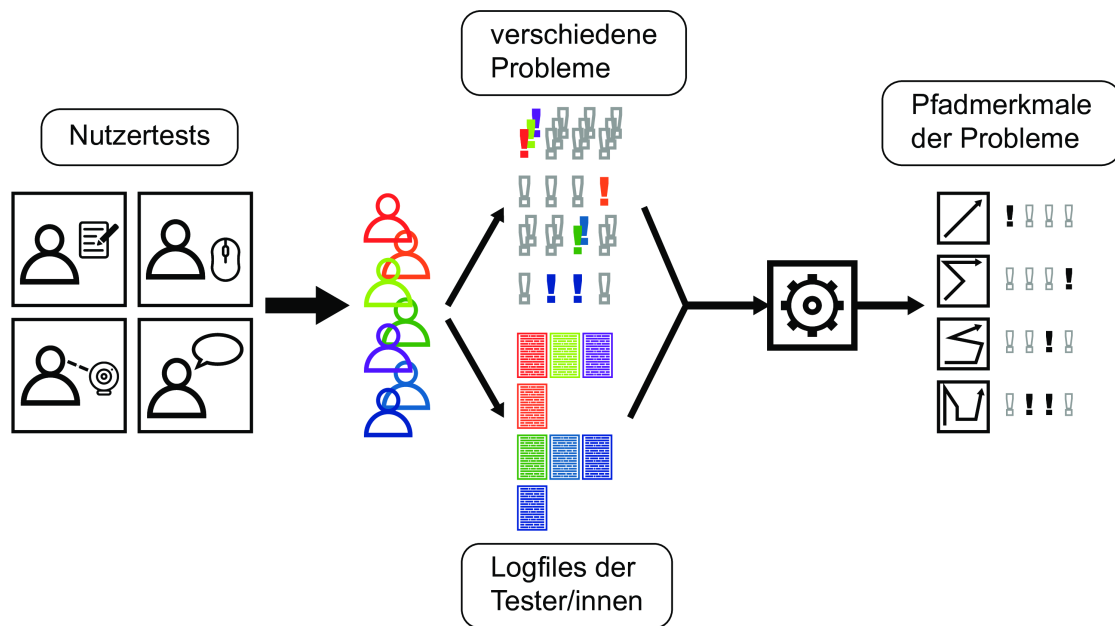 Nutzertests
verschiedene
Probleme
Logfiles der
Tester/innen
Pfadmerkmale
der Probleme